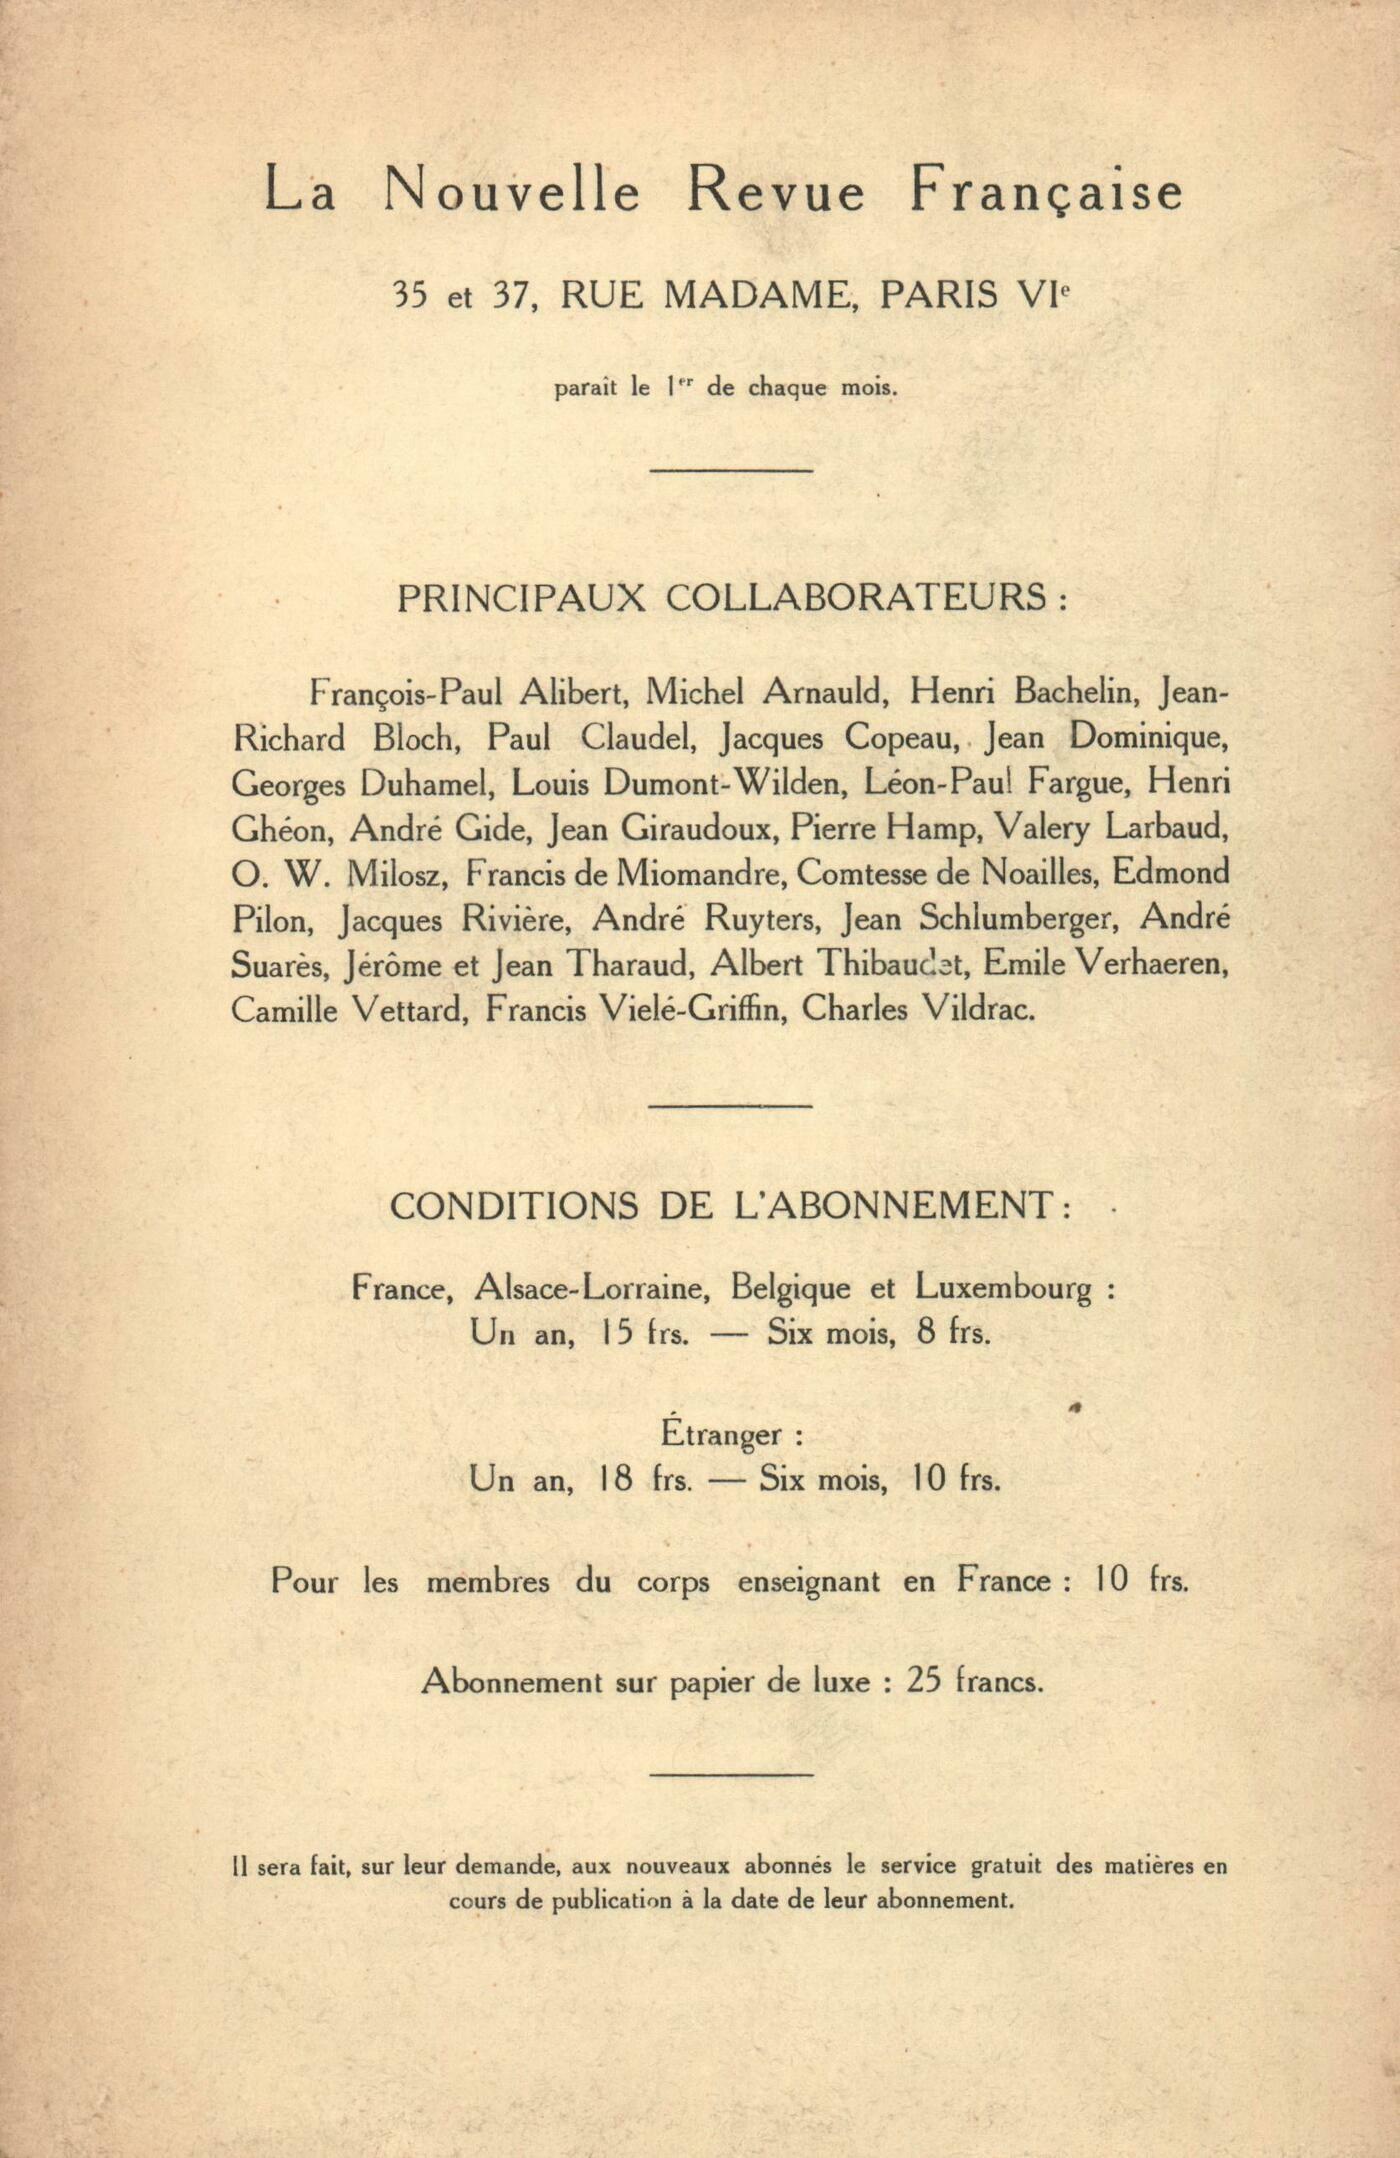 La Nouvelle Revue Française
35 et 37, RUE MADAME, PARIS VIe
paraît le 1er de chaque mois.
PRINCIPAUX COLLABORATEURS :
François-Paul Alibert, Michel Arnauld, Henri Bachelin, Jean-
Richard Bloch, Paul Claudel, Jacques Copeau, Jean Dominique,
Georges Duhamel, Louis Dumont-Wilden, Léon-Paul Fargue, Henri
Ghéon, André Gide, Jean Giraudoux, Pierre Hamp, Valery Larbaud,
O. W. Milosz, Francis de Miomandre, Comtesse de Noailles, Edmond
Pilon, Jacques Rivière, André Ruyters, Jean Schlumberger, André
Suarès, Jérôme et Jean Tharaud, Albert Thibaudet, Emile Verhaeren,
Camille Vettard, Francis Vielé-Griffin, Charles Vildrac.
CONDITIONS DE L'ABONNEMENT :
France, Alsace-Lorraine, Belgique et Luxembourg :
Un an, 15 frs. — Six mois, 8 frs.
Étranger :
Un an, 18 frs. — Six mois, 10 frs.
Pour les membres du corps enseignant en France : 10 frs.
Abonnement sur papier de luxe : 25 francs.
Il sera fait, sur leur demande, aux nouveaux abonnés le service gratuit des matières en
cours de publication à la date de leur abonnement.